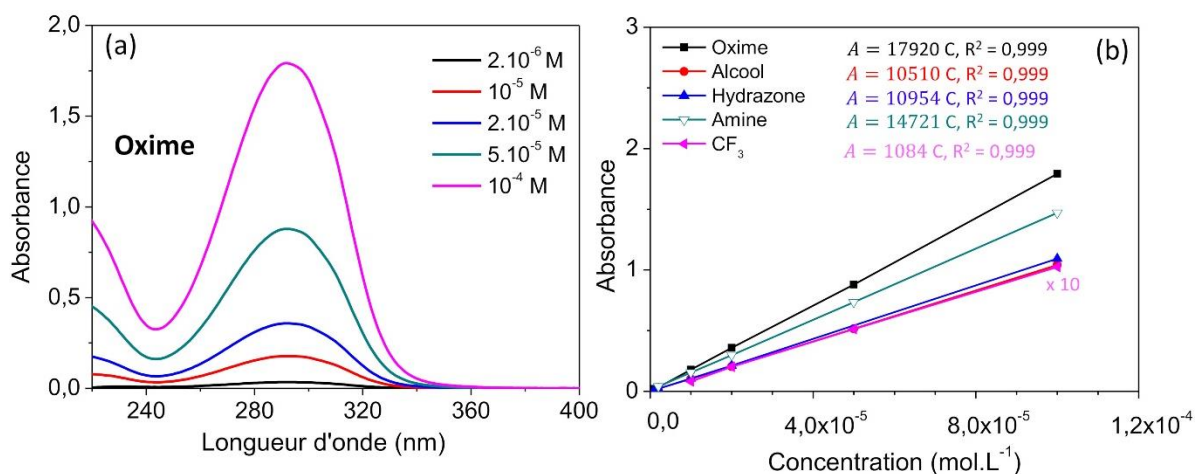 (a)
Oxime
2.10⁻⁶ M
10⁻⁵ M
2.10⁻⁵ M
5.10⁻⁵ M
10⁻⁴ M
2,0
1,5
1,0
0,5
0,0
Absorbance
240 280 320 360 400
Longueur d'onde (nm)
(b)
Oxime A = 17920 C, R² = 0,999
Alcool A = 10510 C, R² = 0,999
Hydrazone A = 10954 C, R² = 0,999
Amine A = 14721 C, R² = 0,999
CF₃ A = 1084 C, R² = 0,999
x 10
3
2
1
0
Absorbance
0,0 4,0x10⁻⁵ 8,0x10⁻⁵ 1,2x10⁻⁴
Concentration (mol.L⁻¹)